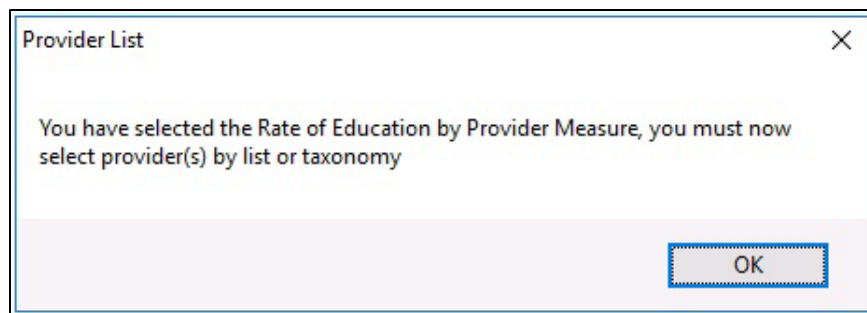 Provider List
You have selected the Rate of Education by Provider Measure, you must now
select provider(s) by list or taxonomy
OK